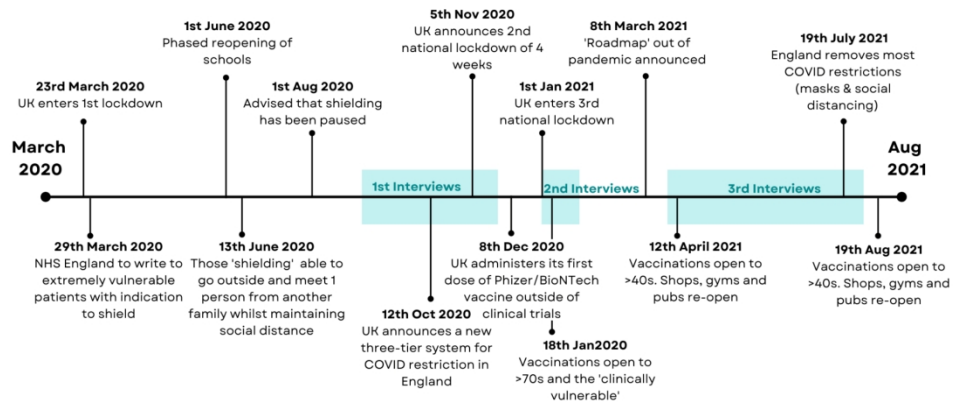 1st June 2020
Phased reopening of
schools
5th Nov 2020
UK announces 2nd
national lockdown of 4
weeks
8th March 2021
'Roadmap' out of
pandemic announced
19th July 2021
England removes most
COVID restrictions
(masks & social
distancing)
23rd March 2020
UK enters 1st lockdown
1st Aug 2020
Advised that shielding
has been paused
1st Jan 2021
UK enters 3rd
national lockdown
March
2020
Aug
2021
1st Interviews
2nd Interviews
3rd Interviews
29th March 2020
NHS England to write to
extremely vulnerable
patients with indication
to shield
13th June 2020
Those 'shielding'  able to
go outside and meet 1
person from another
family whilst maintaining
social distance
12th Oct 2020
UK announces a new
three-tier system for
COVID restriction in
England
8th Dec 2020
UK administers its first
dose of Phizer/BioNTech
vaccine outside of
clinical trials
18th Jan2020
Vaccinations open to
>70s and the 'clinically
vulnerable'
12th April 2021
Vaccinations open to
>40s. Shops, gyms and
pubs re-open
19th Aug 2021
Vaccinations open to
>40s. Shops, gyms and
pubs re-open